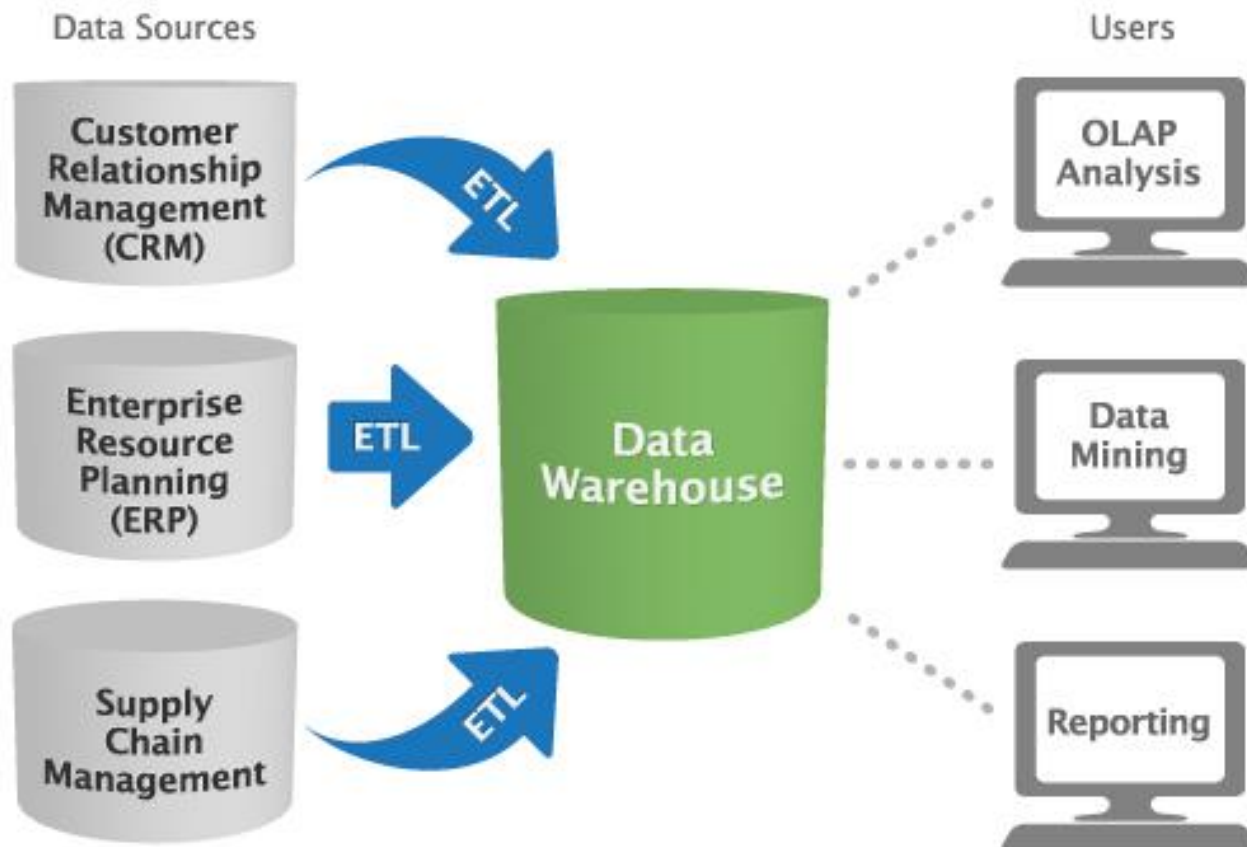 Data Sources
Users
Customer
Relationship
Management
(CRM)
ETL
OLAP
Analysis
Enterprise
Resource
Planning
(ERP)
ETL
Data
Warehouse
Data
Mining
Supply
Chain
Management
ETL
Reporting